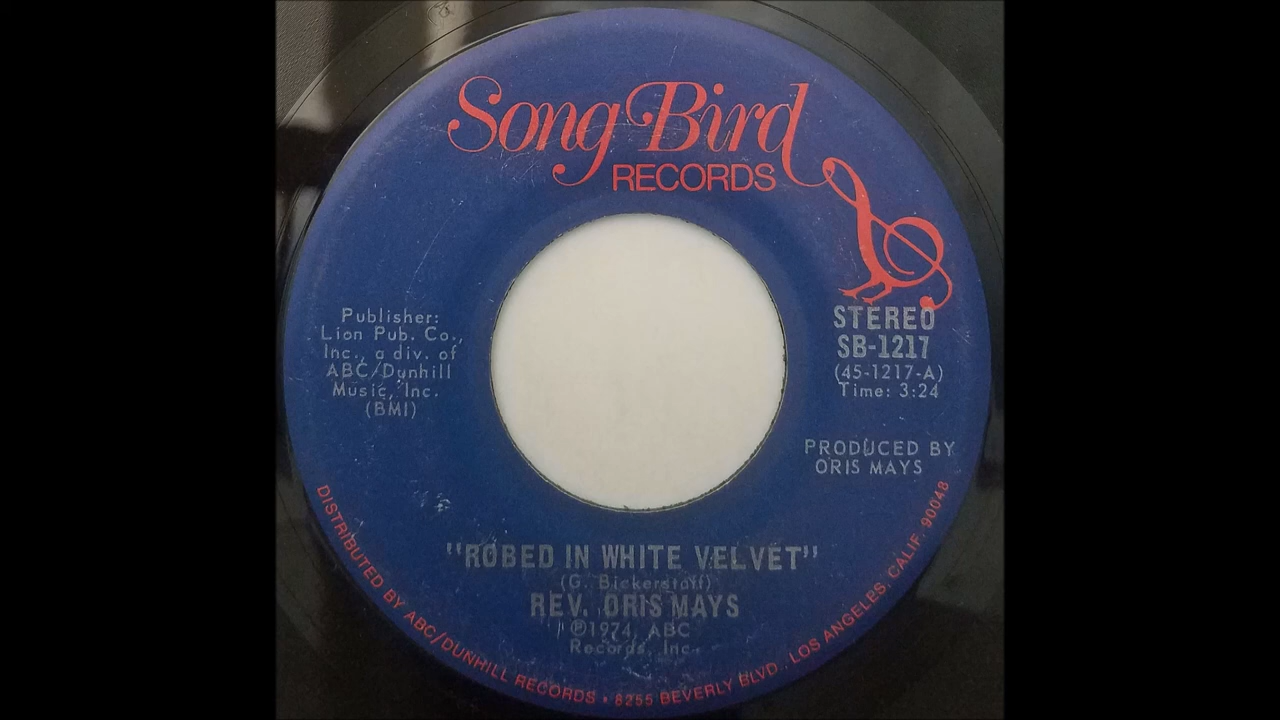 Song Bird
RECORDS
Publisher:
Lion Pub. Co.,
Inc., a div. of
ABC/Dunhill
Music, Inc.
(BMI)
STEREO
SB-1217
(45-1217-A)
Time: 3:24
PRODUCED BY
ORIS MAYS
"ROBED IN WHITE VELVET"
(G. Bickerstaff)
REV. ORIS MAYS
℗1974, ABC
Records, Inc.
DISTRIBUTED BY ABC/DUNHILL RECORDS • 8255 BEVERLY BLVD., LOS ANGELES, CALIF. 90048